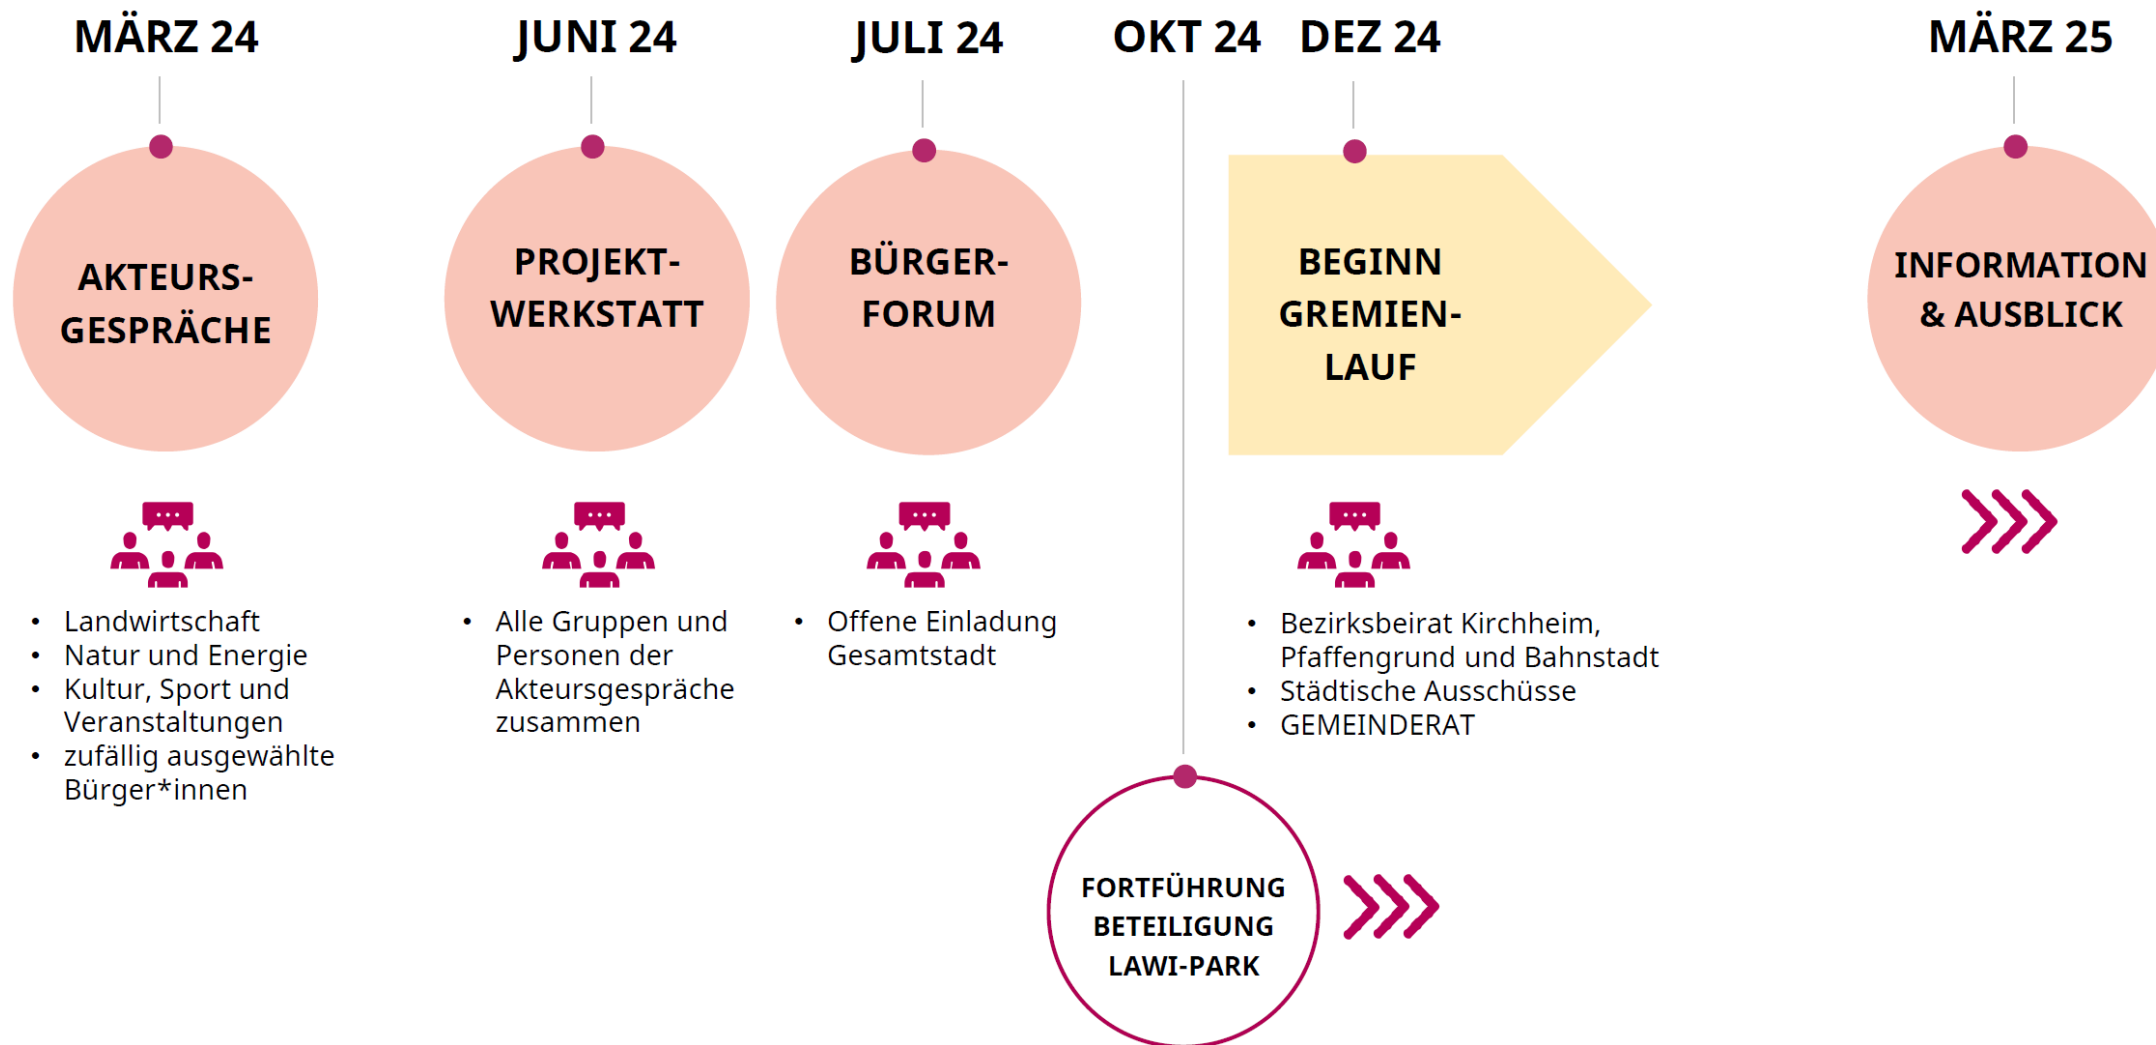 MÄRZ 24
JUNI 24
JULI 24
OKT 24
DEZ 24
MÄRZ 25
AKTEURS-
GESPRÄCHE
PROJEKT-
WERKSTATT
BÜRGER-
FORUM
BEGINN
GREMIEN-
LAUF
INFORMATION
& AUSBLICK
• Landwirtschaft
• Natur und Energie
• Kultur, Sport und
Veranstaltungen
• zufällig ausgewählte
Bürger*innen
• Alle Gruppen und
Personen der
Akteursgespräche
zusammen
• Offene Einladung
Gesamtstadt
• Bezirksbeirat Kirchheim,
Pfaffengrund und Bahnstadt
• Städtische Ausschüsse
• GEMEINDERAT
FORTFÜHRUNG
BETEILIGUNG
LAWI-PARK